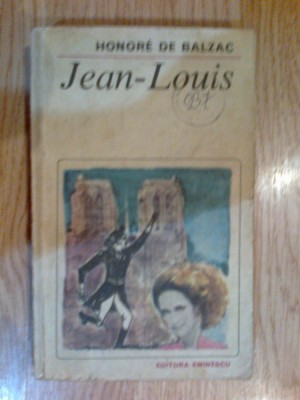 HONORÉ DE BALZAC
Jean-Louis
EDITURA EMINESCU